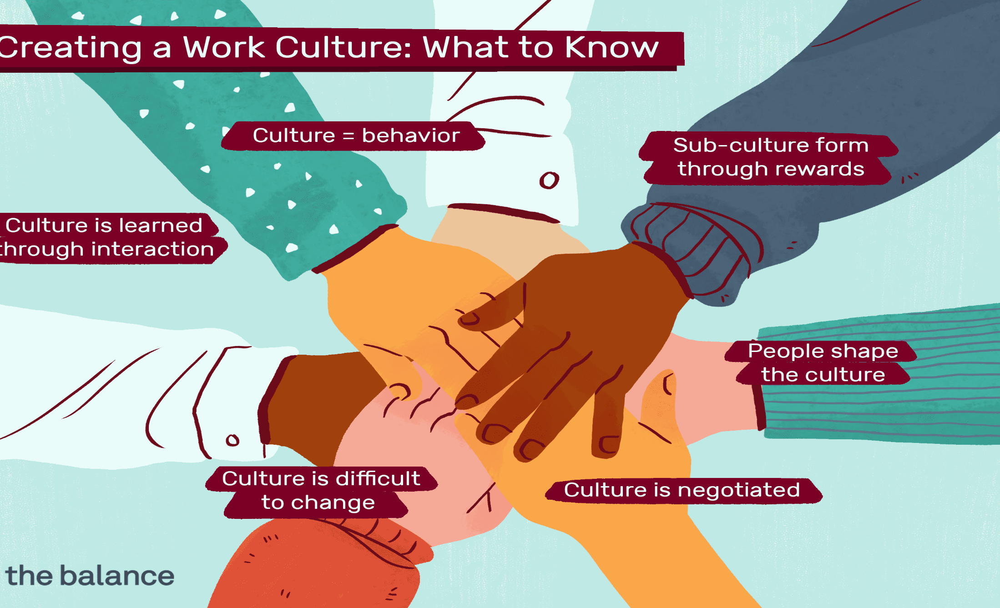 Creating a Work Culture: What to Know
Culture = behavior
Sub-culture form
through rewards
Culture is learned
through interaction
People shape
the culture
Culture is difficult
to change
Culture is negotiated
the balance